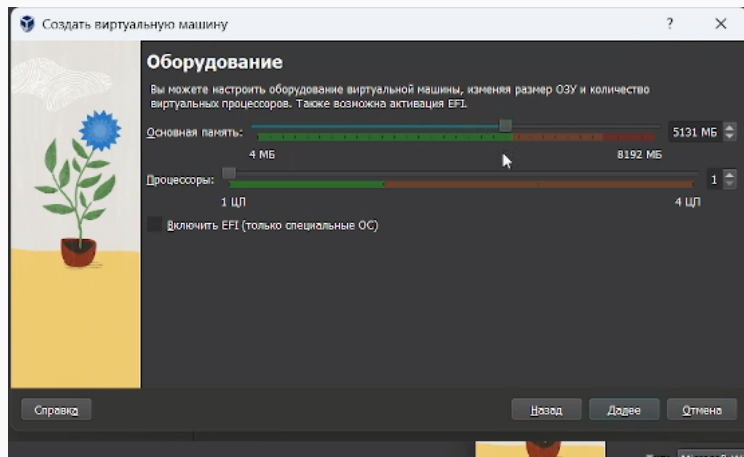 Создать виртуальную машину
Оборудование
Вы можете настроить оборудование виртуальной машины, изменяя размер ОЗУ и количество
виртуальных процессоров. Также возможна активация EFI.
Основная память: 5131 МБ
4 МБ 8192 МБ
Процессоры: 1
1 ЦП 4 ЦП
Включить EFI (только специальные ОС)
Справка Назад Далее Отмена